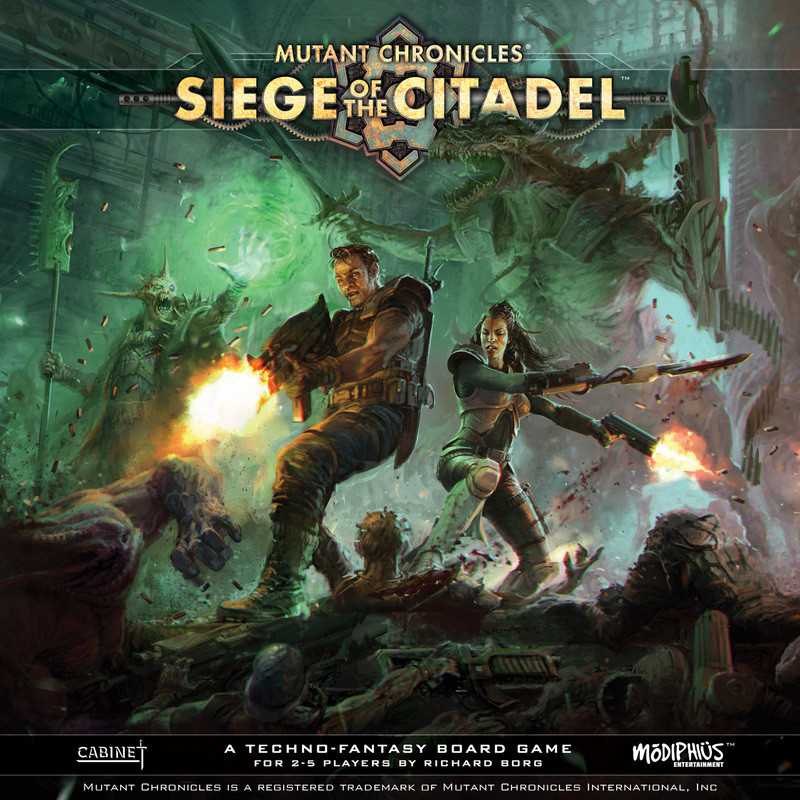 MUTANT CHRONICLES®
SIEGE OF THE CITADEL™
CABINET
A TECHNO-FANTASY BOARD GAME
FOR 2-5 PLAYERS BY RICHARD BORG
MŌDIPHIÜS™
ENTERTAINMENT
MUTANT CHRONICLES IS A REGISTERED TRADEMARK OF MUTANT CHRONICLES INTERNATIONAL, INC